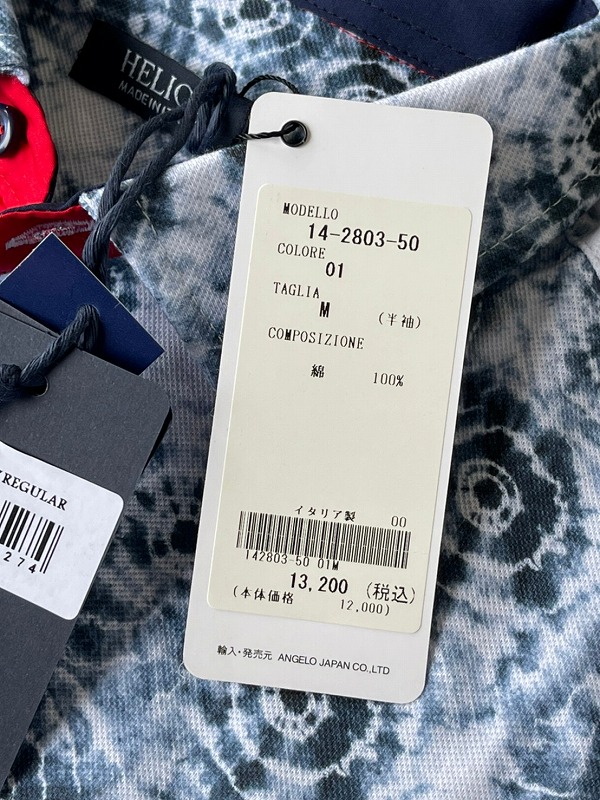 MADE IN
MODELLO
14-2803-50
COLORE
01
TAGLIA
M
(半袖)
COMPOSIZIONE
綿 100%
イタリア製 00
142803-50 01M
13,200 (税込)
(本体価格 12,000)
輸入・発売元 ANGELO JAPAN CO.,LTD
REGULAR
274